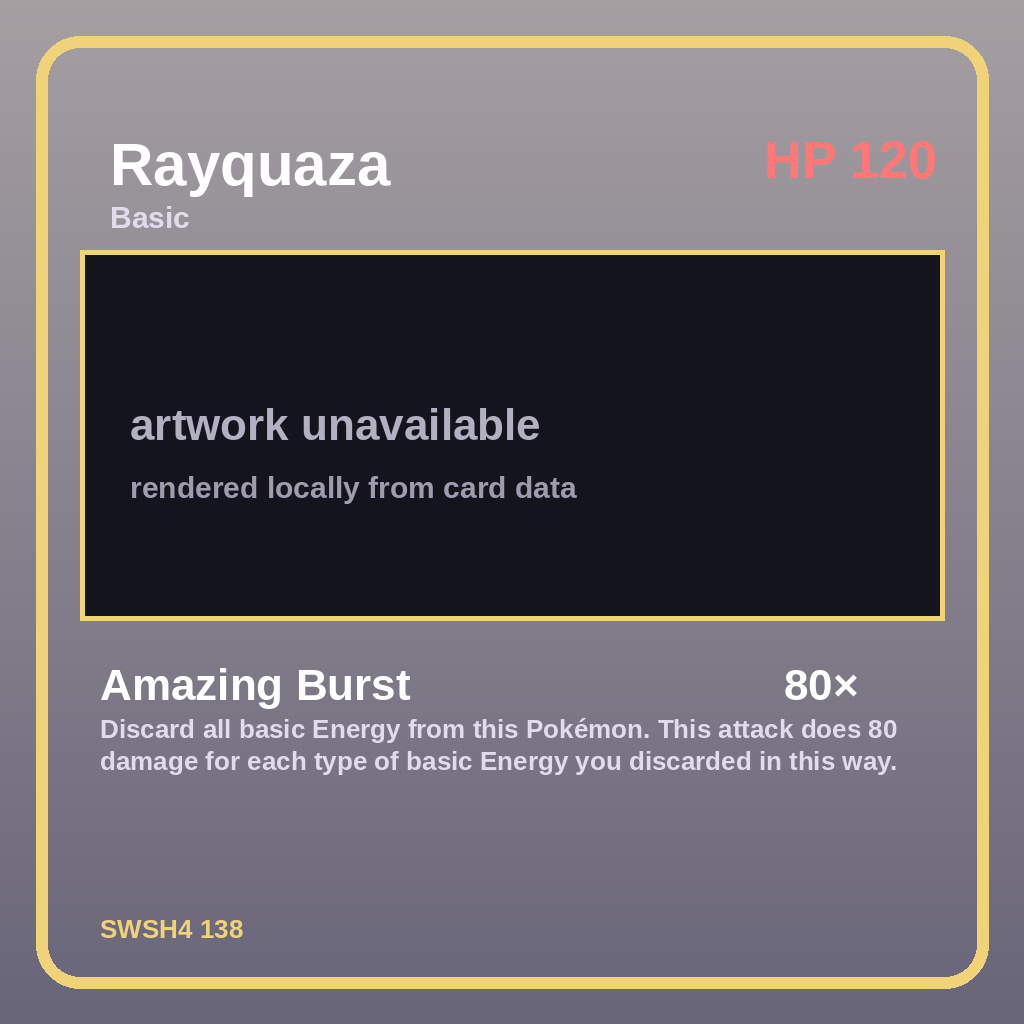 Rayquaza
HP 120
Basic
artwork unavailable
rendered locally from card data
Amazing Burst
80×
Discard all basic Energy from this Pokémon. This attack does 80
damage for each type of basic Energy you discarded in this way.
SWSH4 138